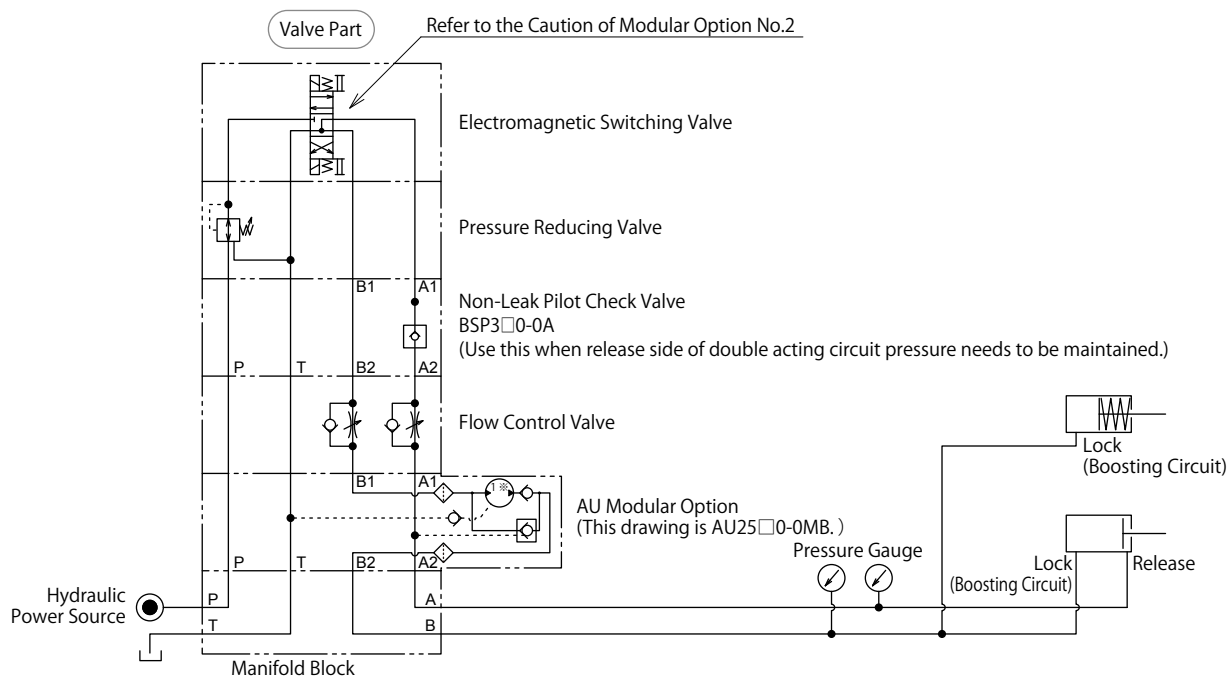 Valve Part
Refer to the Caution of Modular Option No.2
Electromagnetic Switching Valve
Pressure Reducing Valve
B1 A1
Non-Leak Pilot Check Valve
BSP3□0-0A
(Use this when release side of double acting circuit pressure needs to be maintained.)
P T B2 A2
Flow Control Valve
Lock
(Boosting Circuit)
B1 A1
1※
AU Modular Option
(This drawing is AU25□0-0MB. )
Pressure Gauge
P T B2 A2
Lock
(Boosting Circuit)
Release
Hydraulic
Power Source
P
A
T
B
Manifold Block